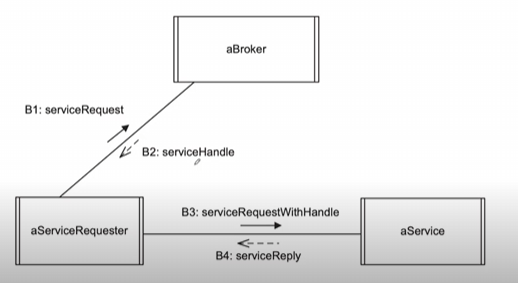 aBroker
B1: serviceRequest
B2: serviceHandle
aServiceRequester
B3: serviceRequestWithHandle
aService
B4: serviceReply